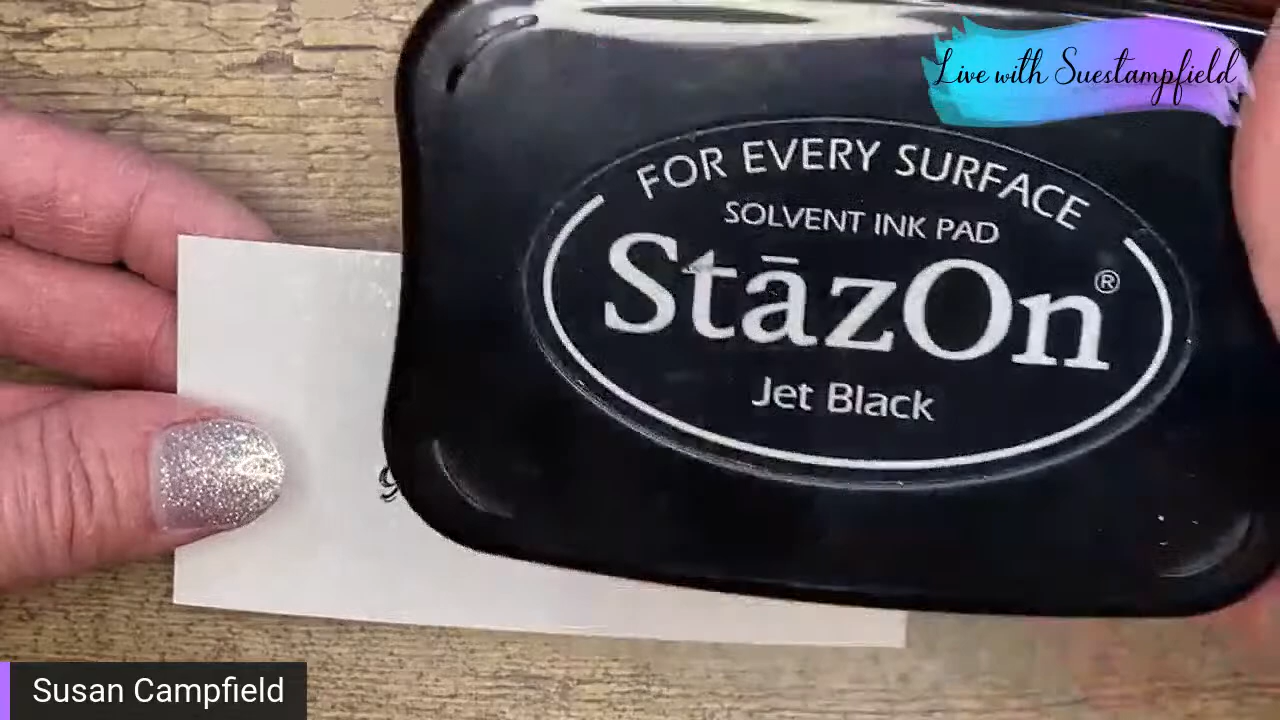 Live with Suestampfield
FOR EVERY SURFACE
SOLVENT INK PAD
StāzOn®
Jet Black
g
Susan Campfield